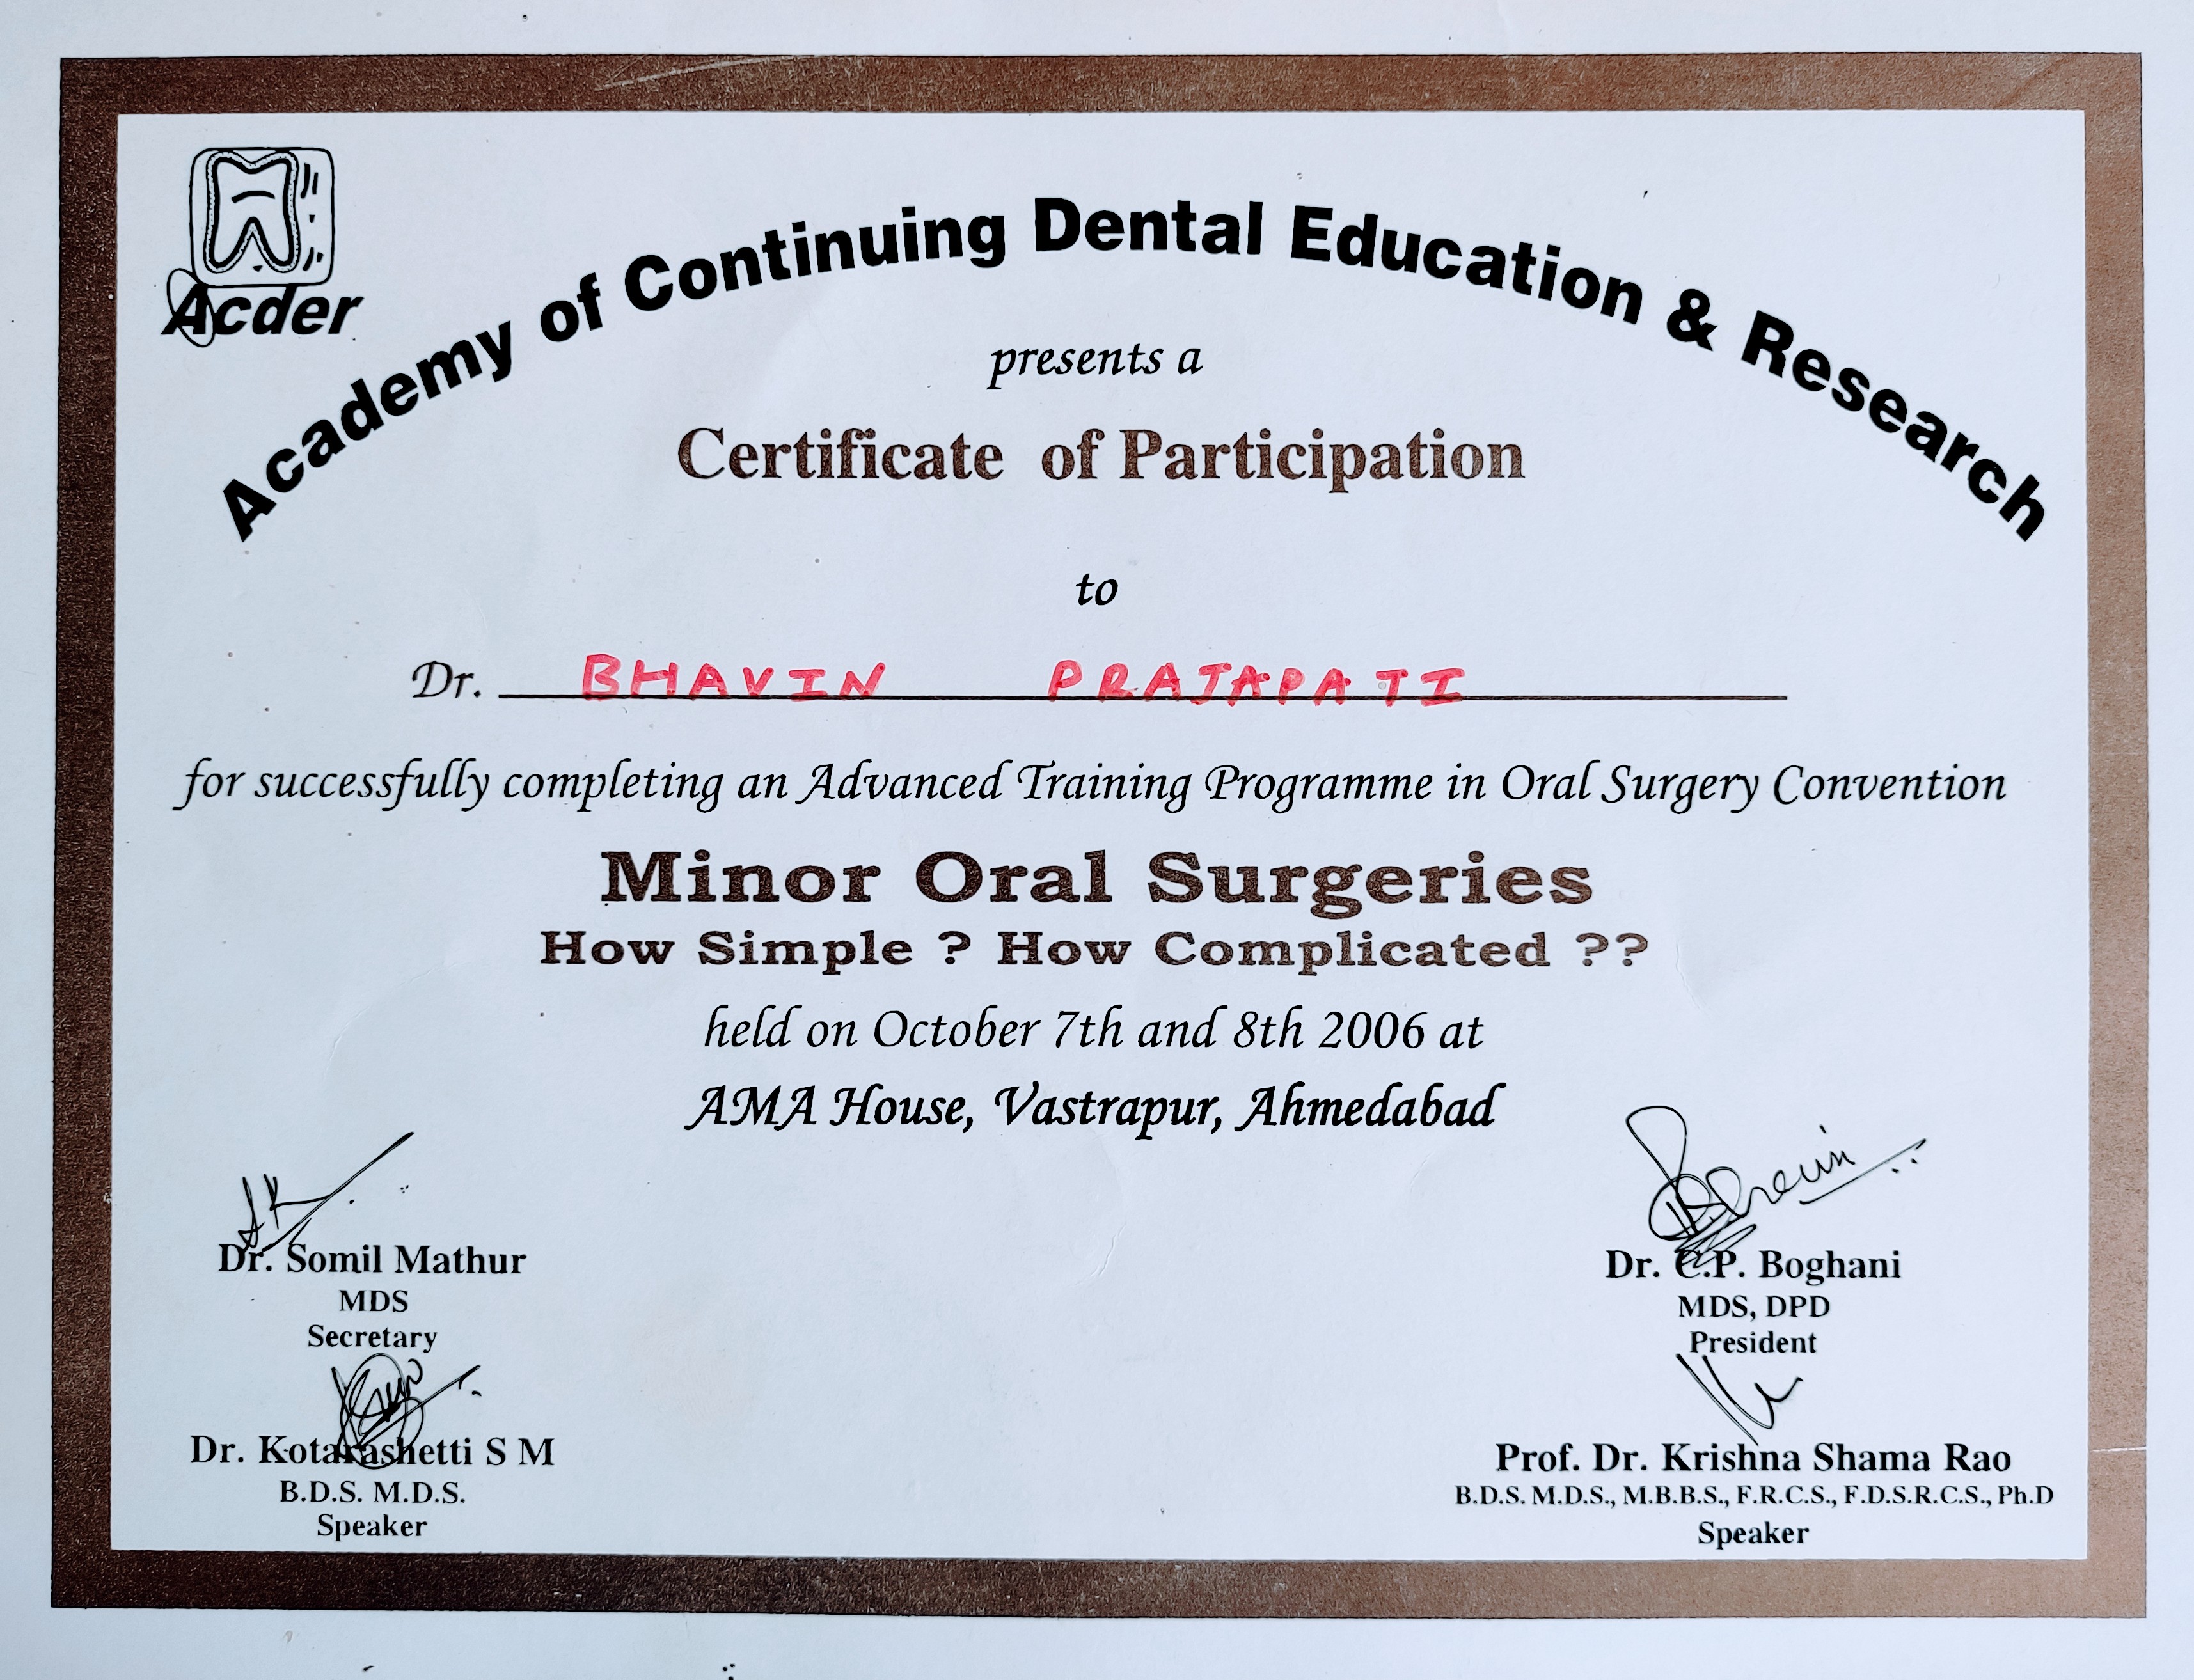 Acder
Academy of Continuing Dental Education & Research
presents a
Certificate of Participation
to
Dr. BHAVIN PRAJAPATI
for successfully completing an Advanced Training Programme in Oral Surgery Convention
Minor Oral Surgeries
How Simple ? How Complicated ??
held on October 7th and 8th 2006 at
AMA House, Vastrapur, Ahmedabad
Dr. Somil Mathur
MDS
Secretary
Dr. C.P. Boghani
MDS, DPD
President
Dr. Kotarashetti S M
B.D.S. M.D.S.
Speaker
Prof. Dr. Krishna Shama Rao
B.D.S. M.D.S., M.B.B.S., F.R.C.S., F.D.S.R.C.S., Ph.D
Speaker